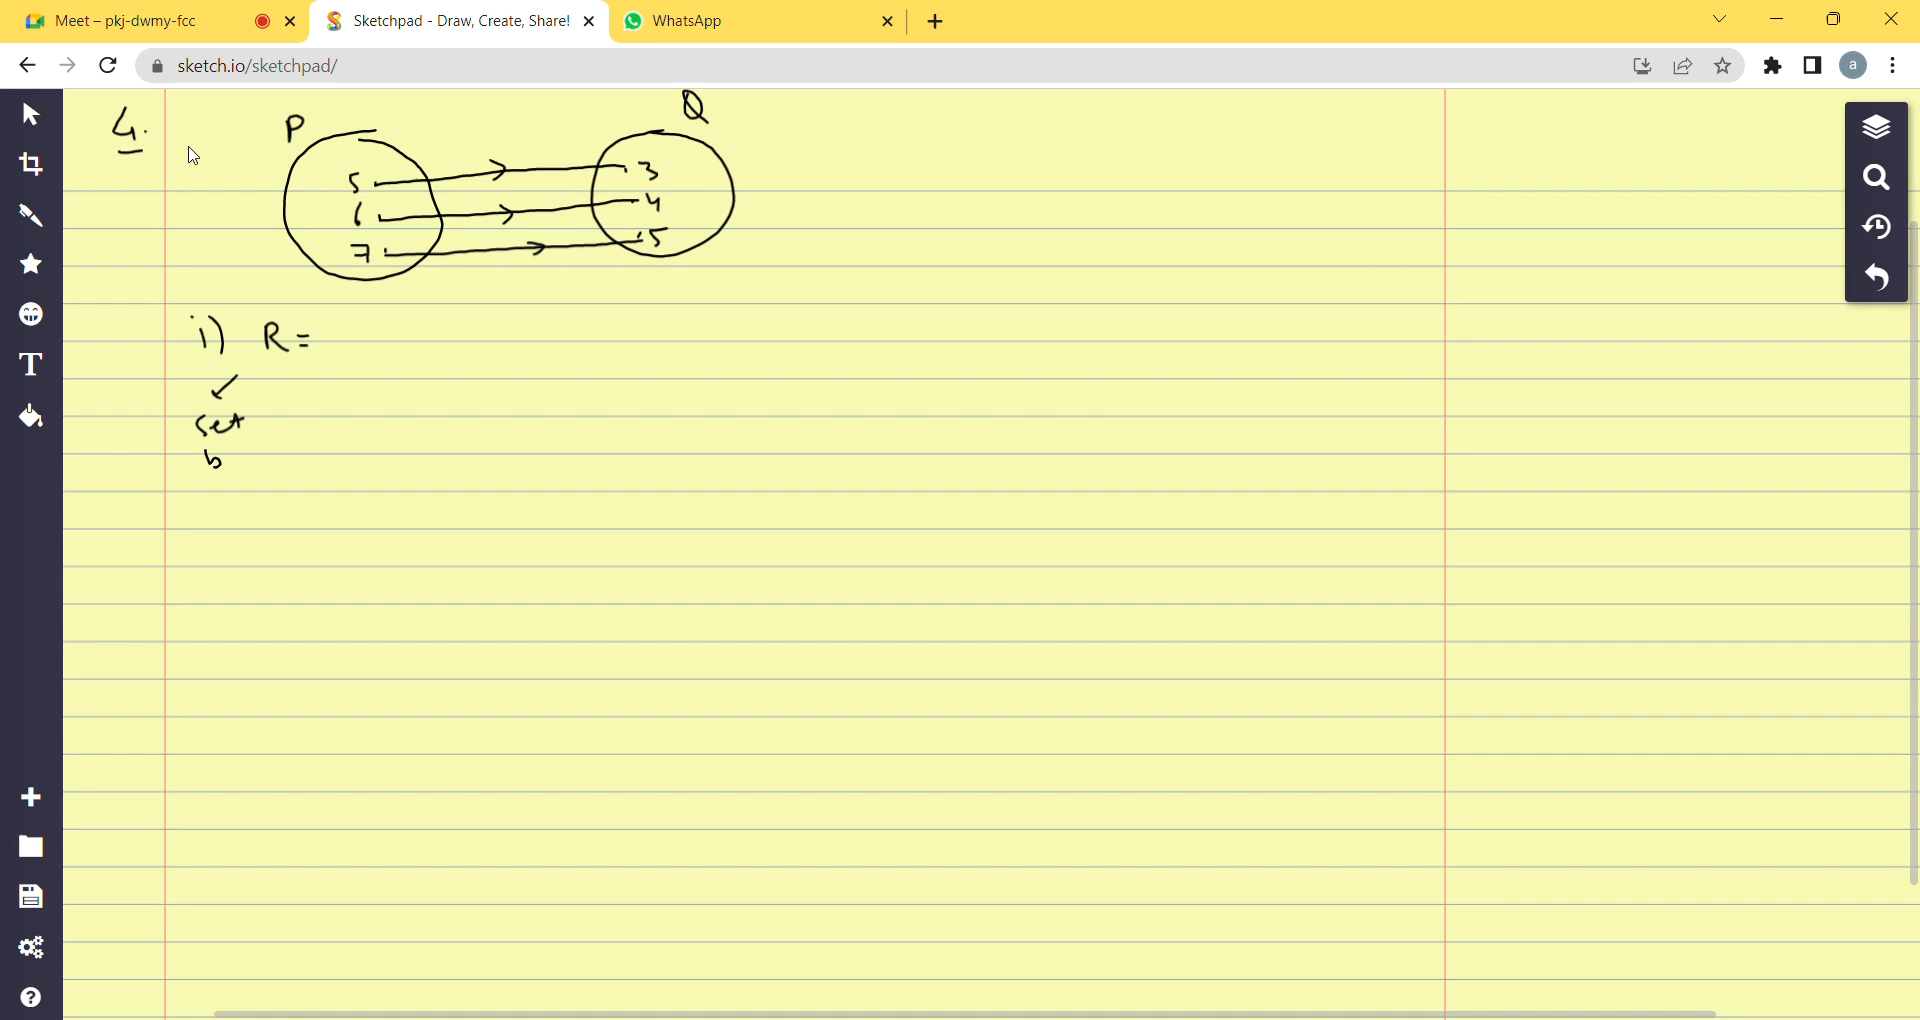 Meet – pkj-dwmy-fcc
Sketchpad - Draw, Create, Share!
WhatsApp
sketch.io/sketchpad/
a
4.
P
Q
5
3
6
4
7
5
i) R =
set
b
T
?